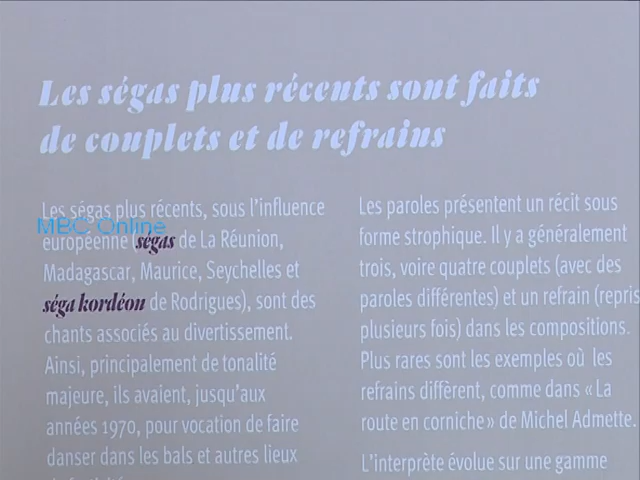 Les ségas plus récents sont faits
de couplets et de refrains
Les ségas plus récents, sous l'influence
MBC Online
européenne (ségas de La Réunion,
Madagascar, Maurice, Seychelles et
séga kordéon de Rodrigues), sont des
chants associés au divertissement.
Ainsi, principalement de tonalité
majeure, ils avaient, jusqu'aux
années 1970, pour vocation de faire
danser dans les bals et autres lieux
Les paroles présentent un récit sous
forme strophique. Il y a généralement
trois, voire quatre couplets (avec des
paroles différentes) et un refrain (repris
plusieurs fois) dans les compositions.
Plus rares sont les exemples où les
refrains diffèrent, comme dans « La
route en corniche » de Michel Admette.
L'interprète évolue sur une gamme